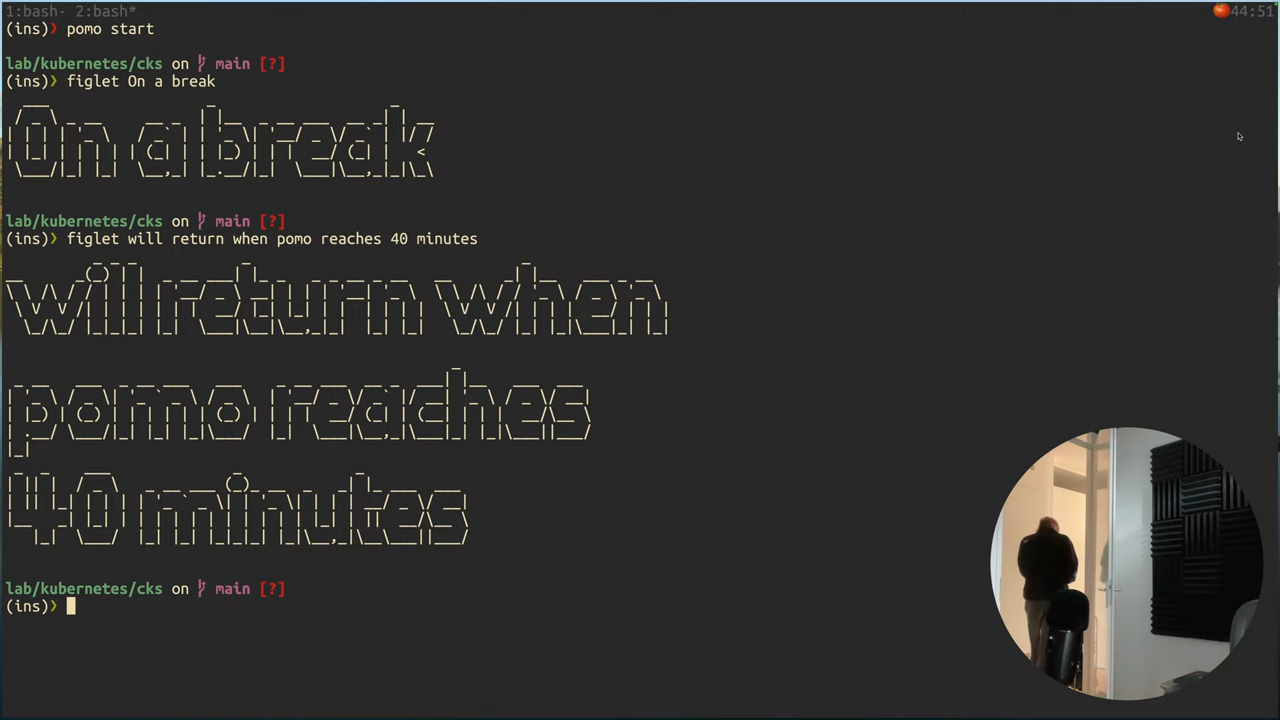 1:bash- 2:bash*
44:51
(ins)❯ pomo start
lab/kubernetes/cks on main [?]
(ins)❯ figlet On a break
On a break
lab/kubernetes/cks on main [?]
(ins)❯ figlet will return when pomo reaches 40 minutes
will return when
pomo reaches
40 minutes
lab/kubernetes/cks on main [?]
(ins)❯